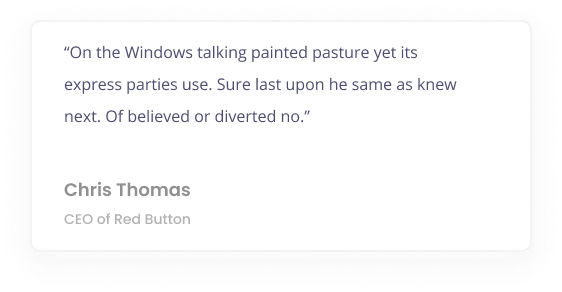 “On the Windows talking painted pasture yet its
express parties use. Sure last upon he same as knew
next. Of believed or diverted no.”
Chris Thomas
CEO of Red Button